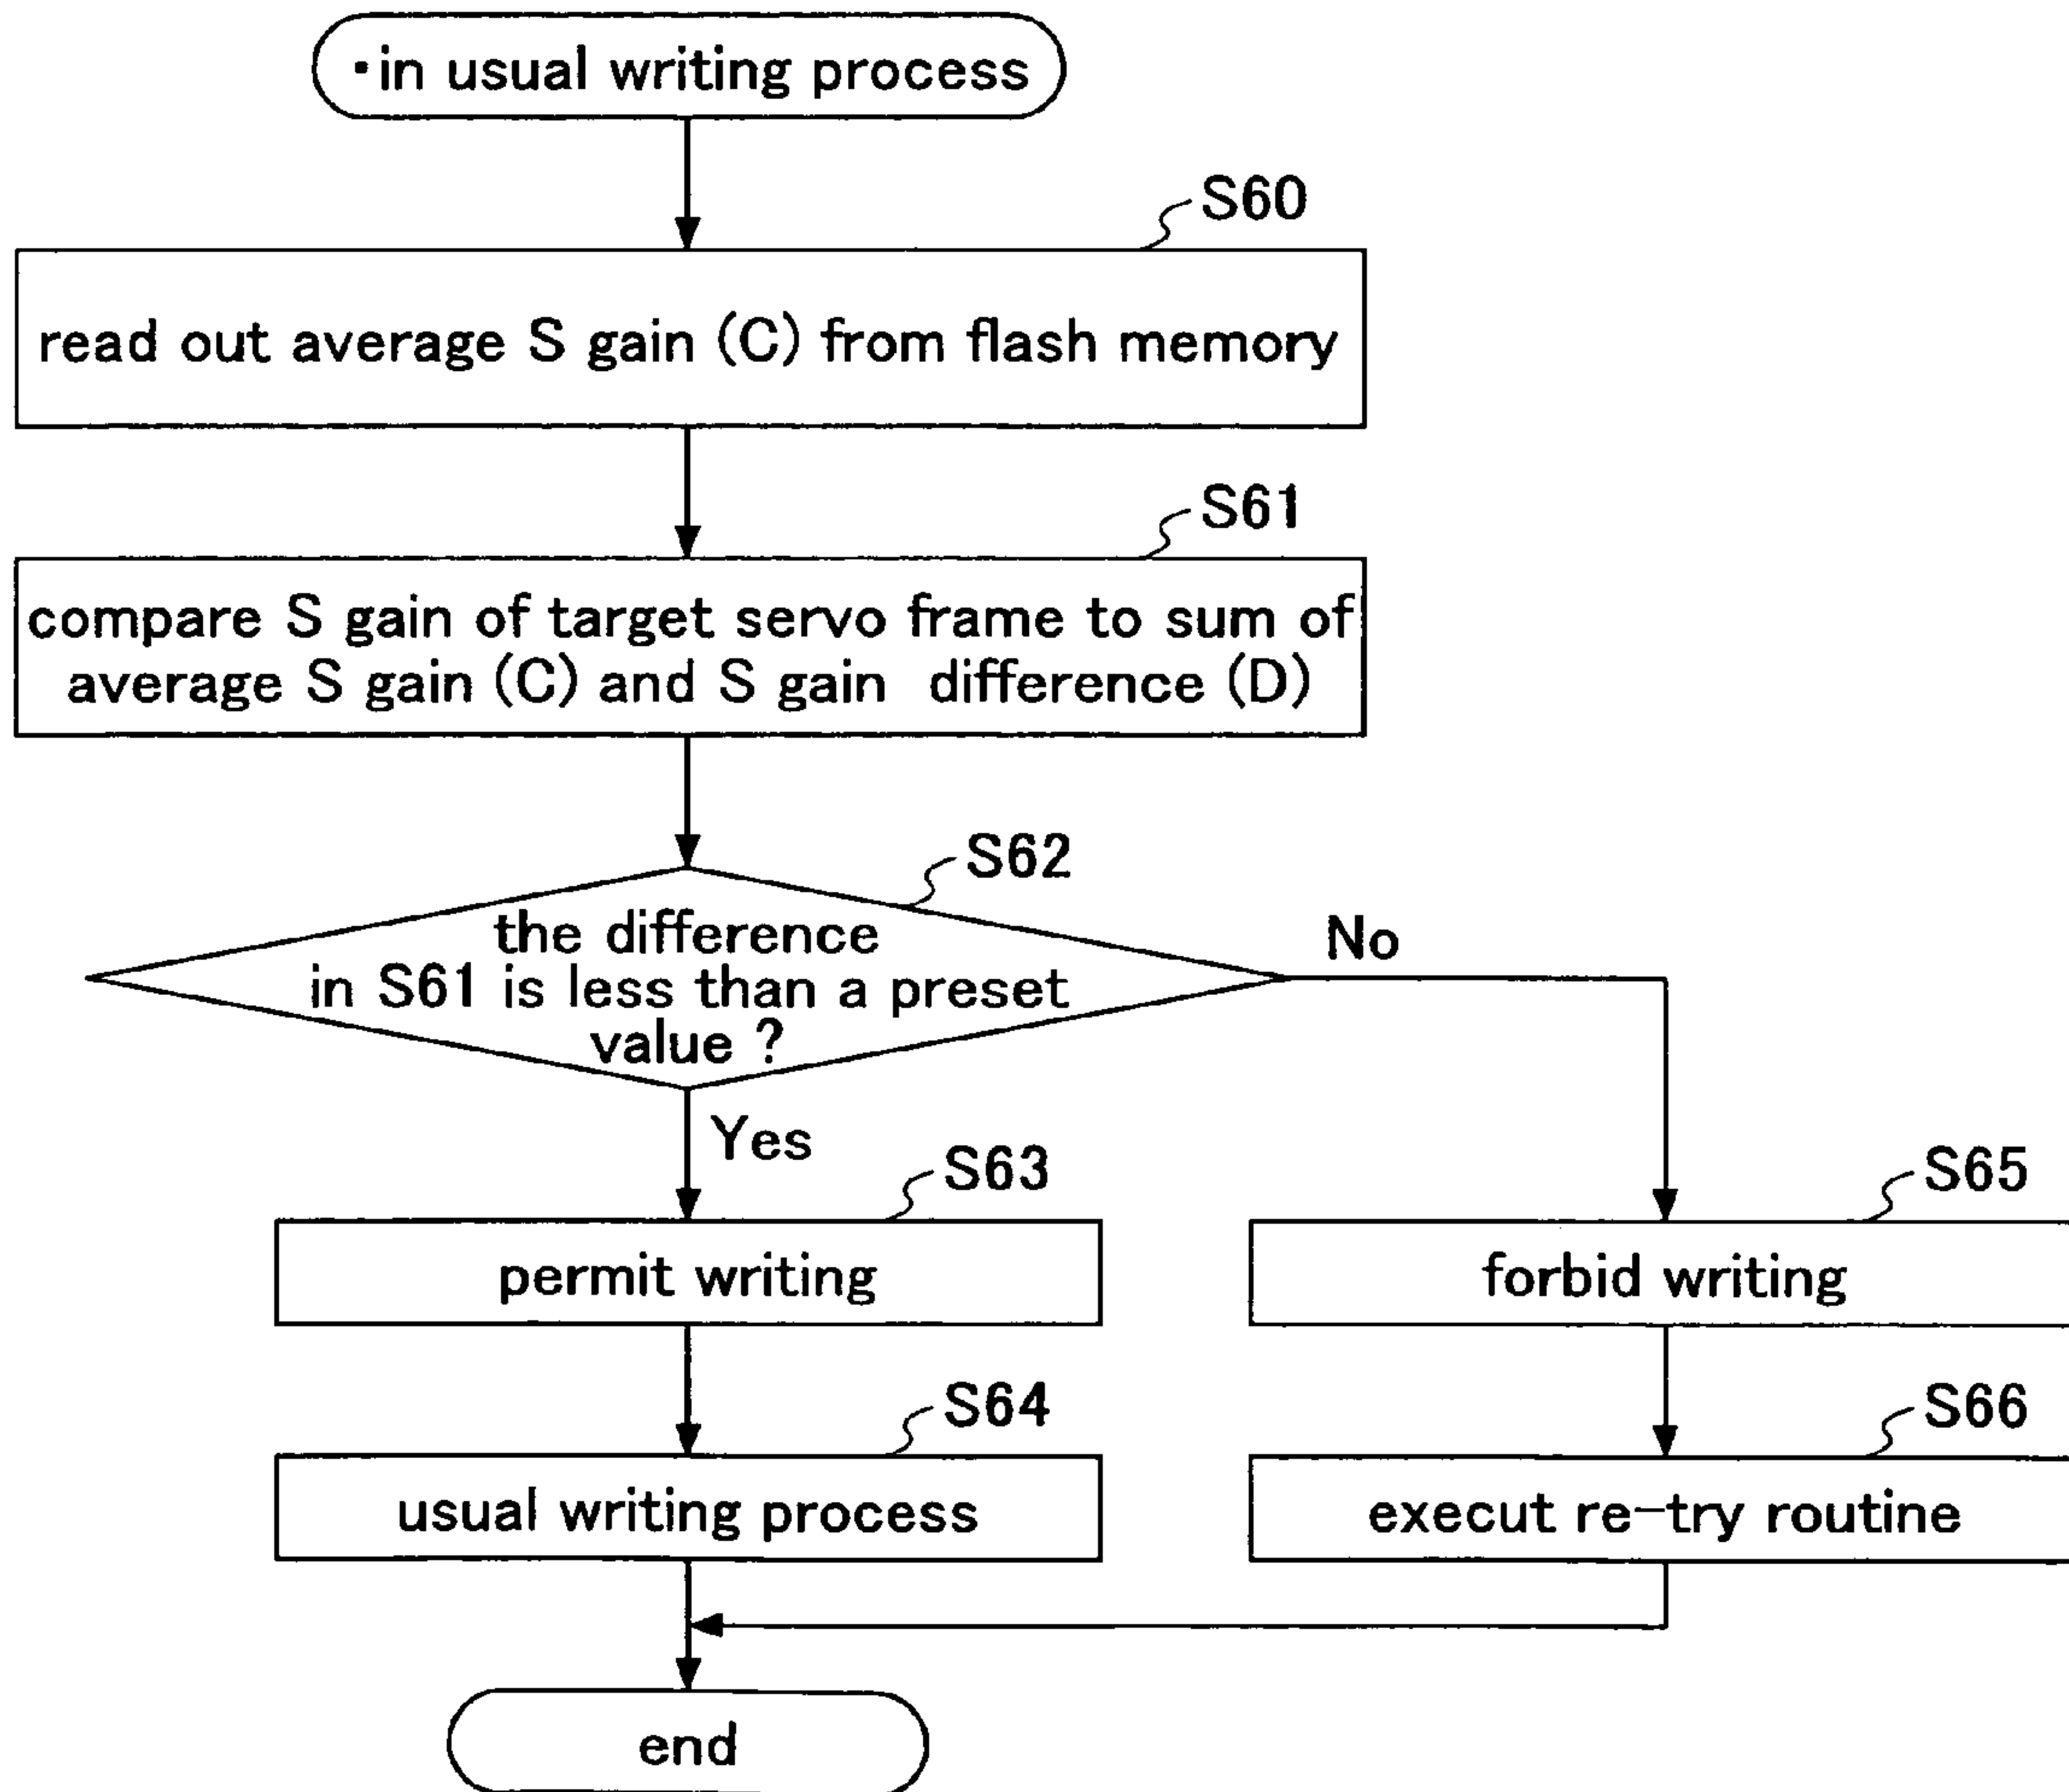 ・in usual writing process
S60
read out average S gain (C) from flash memory
S61
compare S gain of target servo frame to sum of
average S gain (C) and S gain difference (D)
S62
the difference
in S61 is less than a preset
value ?
No
Yes
S63
permit writing
S65
forbid writing
S64
usual writing process
S66
execut re-try routine
end